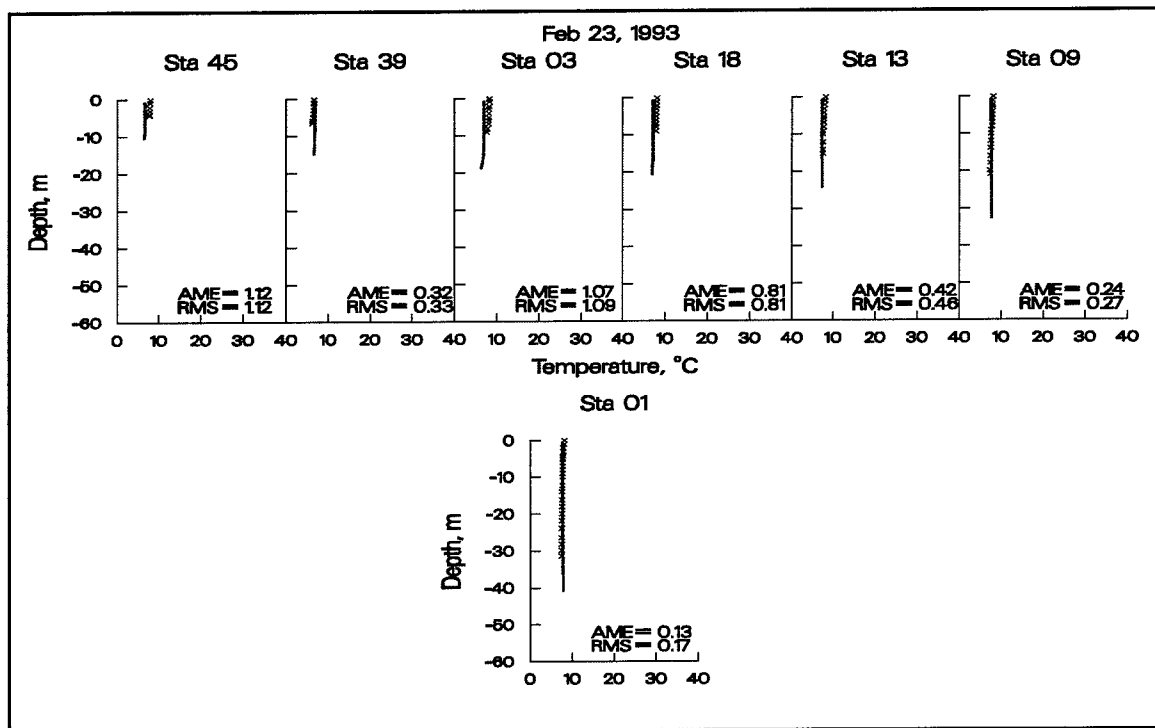 Feb 23, 1993
Sta 45 Sta 39 Sta 03 Sta 18 Sta 13 Sta 09
0
-10
-20
-30
-40
-50
-60
Depth, m
AME= 1.12 AME= 0.32 AME= 1.07 AME= 0.81 AME= 0.42 AME= 0.24
RMS= 1.12 RMS= 0.33 RMS= 1.09 RMS= 0.81 RMS= 0.46 RMS= 0.27
0 10 20 30 40 10 20 30 40 10 20 30 40 10 20 30 40 10 20 30 40 10 20 30 40
Temperature, °C
Sta 01
0
-10
-20
-30
-40
-50
-60
Depth, m
AME= 0.13
RMS= 0.17
0 10 20 30 40